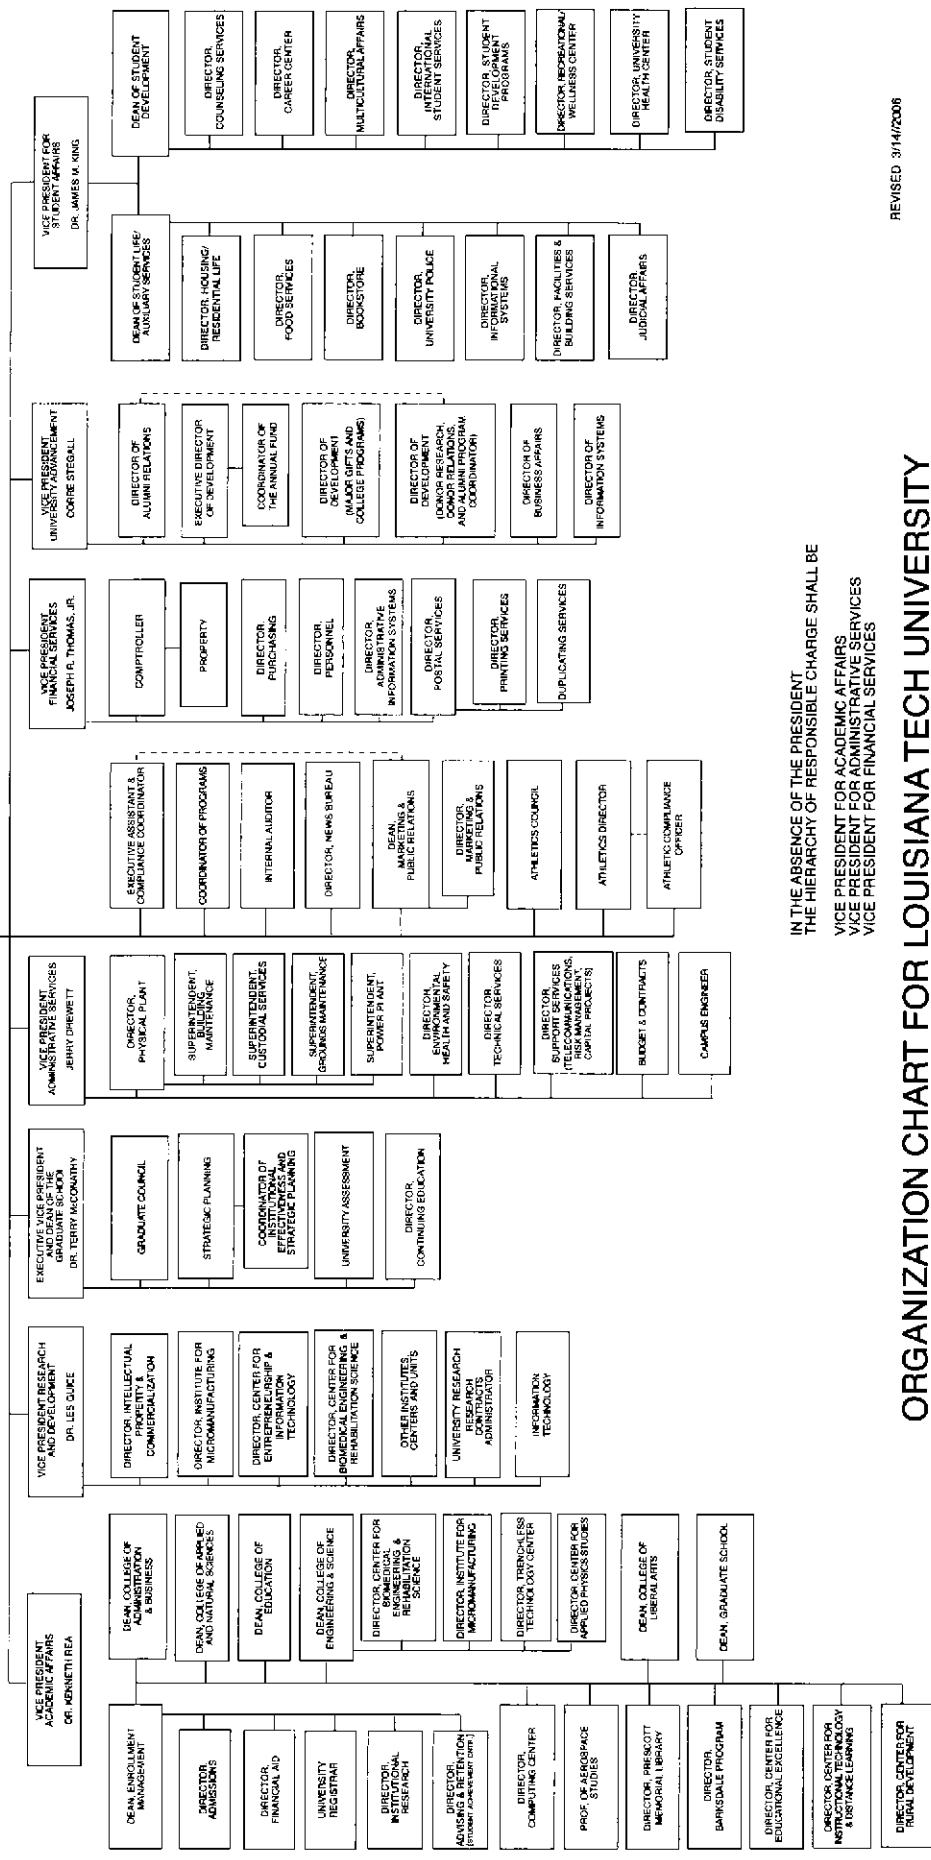 VICE PRESIDENT
ACADEMIC AFFAIRS
DR. KENNETH REA
DEAN, ENROLLMENT
MANAGEMENT
DIRECTOR,
ADMISSIONS
DIRECTOR,
FINANCIAL AID
UNIVERSITY
REGISTRAR
DIRECTOR,
INSTITUTIONAL
RESEARCH
DIRECTOR,
ADVISING & RETENTION
(STUDENT ACHIEVEMENT CNTR.)
DIRECTOR,
COMPUTING CENTER
PROF. OF AEROSPACE
STUDIES
DIRECTOR, PRESCOTT
MEMORIAL LIBRARY
DIRECTOR,
BARKSDALE PROGRAM
DIRECTOR, CENTER FOR
EDUCATIONAL EXCELLENCE
DIRECTOR, CENTER FOR
INSTRUCTIONAL TECHNOLOGY
& DISTANCE LEARNING
DIRECTOR, CENTER FOR
RURAL DEVELOPMENT
DEAN, COLLEGE OF
ADMINISTRATION
& BUSINESS
DEAN, COLLEGE OF APPLIED
AND NATURAL SCIENCES
DEAN, COLLEGE OF
EDUCATION
DEAN, COLLEGE OF
ENGINEERING & SCIENCE
DIRECTOR, CENTER FOR
BIOMEDICAL
ENGINEERING &
REHABILITATION
SCIENCE
DIRECTOR, INSTITUTE FOR
MICROMANUFACTURING
DIRECTOR, TRENCHLESS
TECHNOLOGY CENTER
DIRECTOR, CENTER FOR
APPLIED PHYSICS STUDIES
DEAN, COLLEGE OF
LIBERAL ARTS
DEAN, GRADUATE SCHOOL
VICE PRESIDENT RESEARCH
AND DEVELOPMENT
DR. LES GUICE
DIRECTOR, INTELLECTUAL
PROPERTY &
COMMERCIALIZATION
DIRECTOR, INSTITUTE FOR
MICROMANUFACTURING
DIRECTOR, CENTER FOR
ENTREPRENEURSHIP &
INFORMATION
TECHNOLOGY
DIRECTOR, CENTER FOR
BIOMEDICAL ENGINEERING &
REHABILITATION SCIENCE
OTHER INSTITUTES,
CENTERS AND UNITS
UNIVERSITY RESEARCH
RESEARCH
CONTRACTS
ADMINISTRATOR
INFORMATION
TECHNOLOGY
EXECUTIVE VICE PRESIDENT
AND DEAN OF THE
GRADUATE SCHOOL
DR. TERRY McCONATHY
GRADUATE COUNCIL
STRATEGIC PLANNING
COORDINATOR OF
INSTITUTIONAL
EFFECTIVENESS AND
STRATEGIC PLANNING
UNIVERSITY ASSESSMENT
DIRECTOR,
CONTINUING EDUCATION
VICE PRESIDENT
ADMINISTRATIVE SERVICES
JERRY DREWETT
DIRECTOR,
PHYSICAL PLANT
SUPERINTENDENT,
BUILDING
MAINTENANCE
SUPERINTENDENT,
CUSTODIAL SERVICES
SUPERINTENDENT,
GROUNDS MAINTENANCE
SUPERINTENDENT,
POWER PLANT
DIRECTOR,
ENVIRONMENTAL
HEALTH AND SAFETY
DIRECTOR,
TECHNICAL SERVICES
DIRECTOR,
SUPPORT SERVICES
(TELECOMMUNICATIONS,
RISK MANAGEMENT,
CAPITAL PROJECTS)
BUDGET & CONTRACTS
CAMPUS ENGINEER
EXECUTIVE ASSISTANT &
COMPLIANCE COORDINATOR
COORDINATOR OF PROGRAMS
INTERNAL AUDITOR
DIRECTOR, NEWS BUREAU
DEAN,
MARKETING &
PUBLIC RELATIONS
DIRECTOR,
MARKETING &
PUBLIC RELATIONS
ATHLETICS COUNCIL
ATHLETICS DIRECTOR
ATHLETIC COMPLIANCE
OFFICER
VICE PRESIDENT
FINANCIAL SERVICES
JOSEPH R. THOMAS, JR.
COMPTROLLER
PROPERTY
DIRECTOR,
PURCHASING
DIRECTOR,
PERSONNEL
DIRECTOR,
ADMINISTRATIVE
INFORMATION SYSTEMS
DIRECTOR,
POSTAL SERVICES
DIRECTOR,
PRINTING SERVICES
DUPLICATING SERVICES
VICE PRESIDENT
UNIVERSITY ADVANCEMENT
CORRE STEGALL
DIRECTOR OF
ALUMNI RELATIONS
EXECUTIVE DIRECTOR
OF DEVELOPMENT
COORDINATOR OF
THE ANNUAL FUND
DIRECTOR OF
DEVELOPMENT
(MAJOR GIFTS AND
COLLEGE PROGRAMS)
DIRECTOR OF
DEVELOPMENT
(DONOR RESEARCH,
DONOR RELATIONS,
AND ALUMNI PROGRAM
COORDINATOR)
DIRECTOR OF
BUSINESS AFFAIRS
DIRECTOR OF
INFORMATION SYSTEMS
VICE PRESIDENT FOR
STUDENT AFFAIRS
DR. JAMES M. KING
DEAN OF STUDENT LIFE/
AUXILIARY SERVICES
DIRECTOR, HOUSING/
RESIDENTIAL LIFE
DIRECTOR,
FOOD SERVICES
DIRECTOR,
BOOKSTORE
DIRECTOR,
UNIVERSITY POLICE
DIRECTOR,
INFORMATIONAL
SYSTEMS
DIRECTOR, FACILITIES &
BUILDING SERVICES
DIRECTOR,
JUDICIAL AFFAIRS
DEAN OF STUDENT
DEVELOPMENT
DIRECTOR,
COUNSELING SERVICES
DIRECTOR,
CAREER CENTER
DIRECTOR,
MULTICULTURAL AFFAIRS
DIRECTOR,
INTERNATIONAL
STUDENT SERVICES
DIRECTOR, STUDENT
DEVELOPMENT
PROGRAMS
DIRECTOR, RECREATIONAL/
WELLNESS CENTER
DIRECTOR, UNIVERSITY
HEALTH CENTER
DIRECTOR, STUDENT
DISABILITY SERVICES
IN THE ABSENCE OF THE PRESIDENT
THE HIERARCHY OF RESPONSIBLE CHARGE SHALL BE
VICE PRESIDENT FOR ACADEMIC AFFAIRS
VICE PRESIDENT FOR ADMINISTRATIVE SERVICES
VICE PRESIDENT FOR FINANCIAL SERVICES
REVISED 3/14//2006
ORGANIZATION CHART FOR LOUISIANA TECH UNIVERSITY